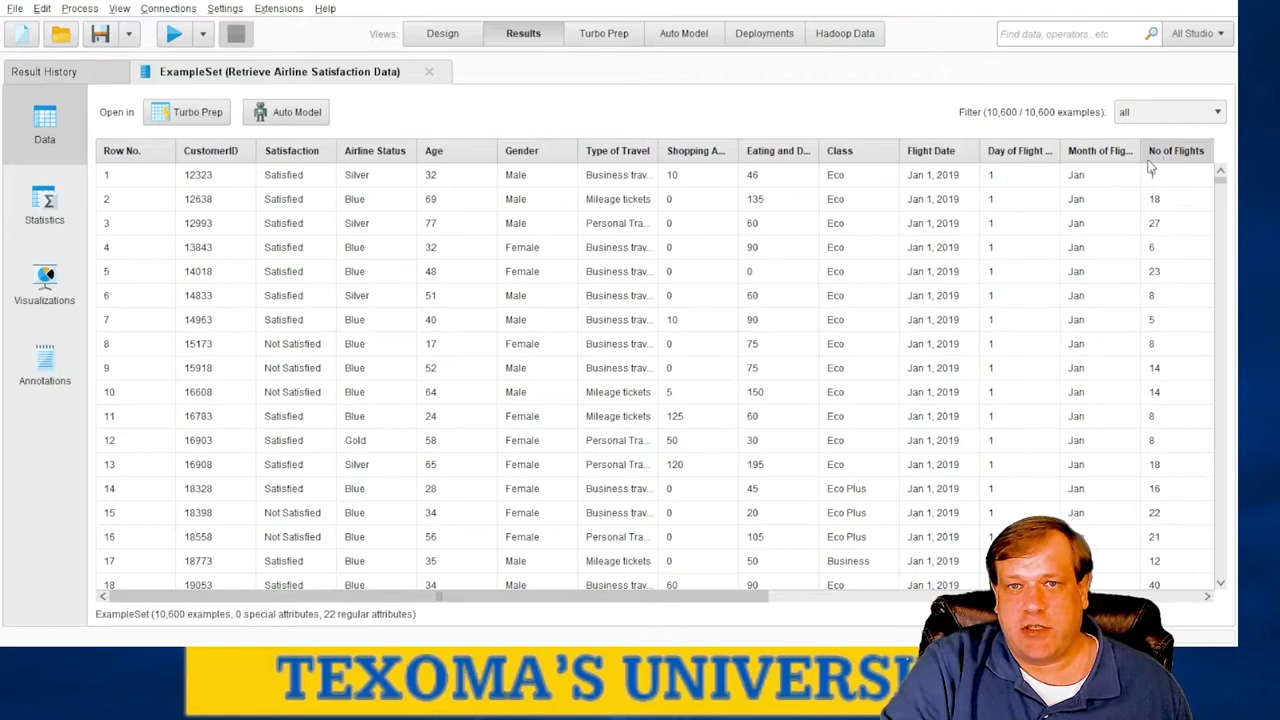 File Edit Process View Connections Settings Extensions Help
Views: Design Results Turbo Prep Auto Model Deployments Hadoop Data Find data, operators...etc All Studio
Result History ExampleSet (Retrieve Airline Satisfaction Data)
Data
Statistics
Visualizations
Annotations
Open in Turbo Prep Auto Model Filter (10,600 / 10,600 examples): all
Row No. CustomerID Satisfaction Airline Status Age Gender Type of Travel Shopping A... Eating and D... Class Flight Date Day of Flight ... Month of Flig... No of Flights
1 12323 Satisfied Silver 32 Male Business trav... 10 46 Eco Jan 1, 2019 1 Jan
2 12638 Satisfied Blue 69 Male Mileage tickets 0 135 Eco Jan 1, 2019 1 Jan 18
3 12993 Satisfied Silver 77 Male Personal Tra... 0 60 Eco Jan 1, 2019 1 Jan 27
4 13843 Satisfied Blue 32 Female Business trav... 0 90 Eco Jan 1, 2019 1 Jan 6
5 14018 Satisfied Blue 48 Female Business trav... 0 0 Eco Jan 1, 2019 1 Jan 23
6 14833 Satisfied Silver 51 Male Business trav... 0 60 Eco Jan 1, 2019 1 Jan 8
7 14963 Satisfied Blue 40 Male Business trav... 10 90 Eco Jan 1, 2019 1 Jan 5
8 15173 Not Satisfied Blue 17 Male Business trav... 0 75 Eco Jan 1, 2019 1 Jan 8
9 15918 Not Satisfied Blue 52 Male Business trav... 0 75 Eco Jan 1, 2019 1 Jan 14
10 16608 Not Satisfied Blue 64 Male Mileage tickets 5 150 Eco Jan 1, 2019 1 Jan 14
11 16783 Satisfied Blue 24 Female Mileage tickets 125 60 Eco Jan 1, 2019 1 Jan 8
12 16903 Satisfied Gold 58 Female Personal Tra... 50 30 Eco Jan 1, 2019 1 Jan 8
13 16908 Satisfied Silver 65 Female Personal Tra... 120 195 Eco Jan 1, 2019 1 Jan 18
14 18328 Satisfied Blue 28 Female Business trav... 0 45 Eco Plus Jan 1, 2019 1 Jan 16
15 18398 Not Satisfied Blue 34 Female Business trav... 0 20 Eco Plus Jan 1, 2019 1 Jan 22
16 18558 Not Satisfied Blue 56 Female Business trav... 0 105 Eco Plus Jan 1, 2019 21
17 18773 Satisfied Blue 35 Male Mileage tickets 0 50 Business Jan 1, 2019 12
18 19053 Satisfied Blue 34 Male Business trav... 60 90 Eco Jan 1, 2019 40
ExampleSet (10,600 examples, 0 special attributes, 22 regular attributes)
TEXOMA'S UNIVERSI